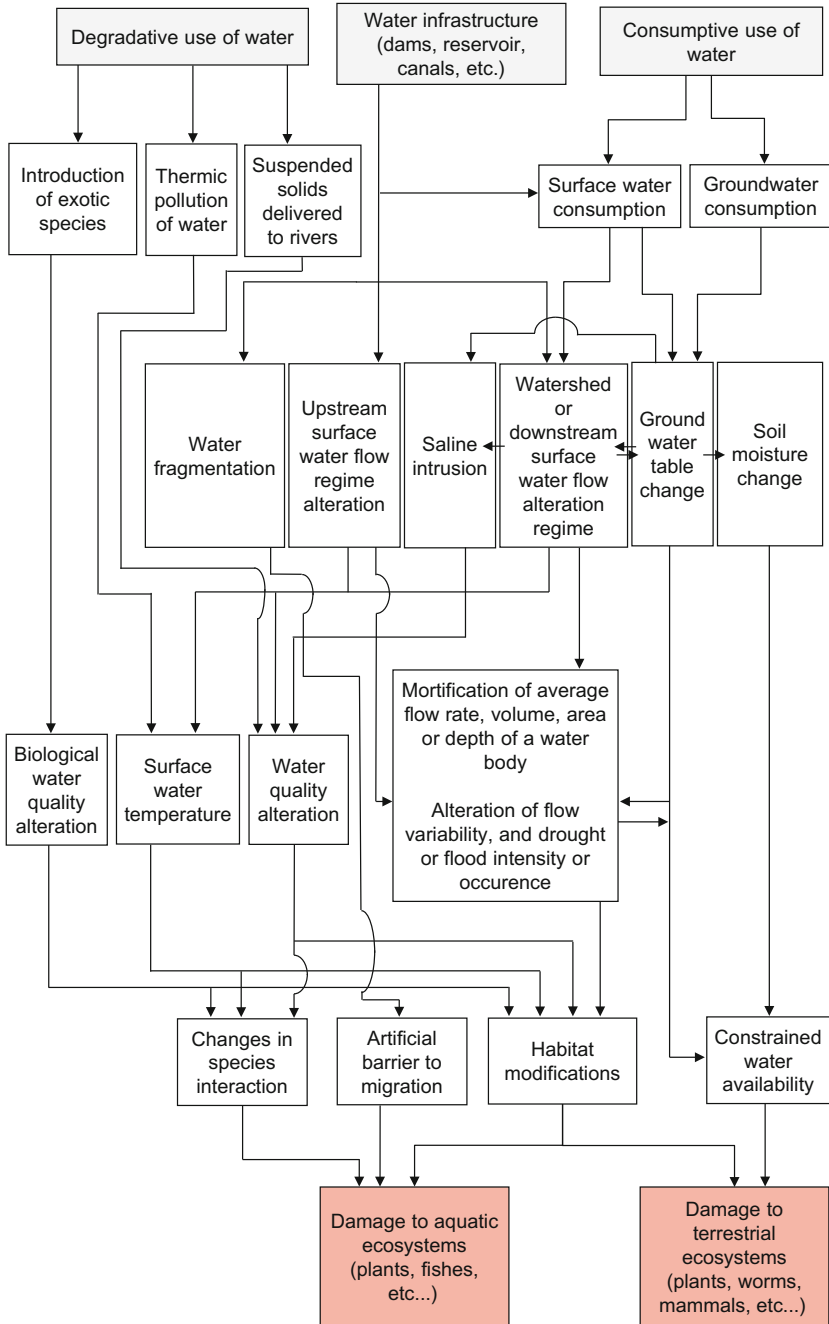 Degradative use of water
Water infrastructure
(dams, reservoir,
canals, etc.)
Consumptive use of
water
Introduction
of exotic
species
Thermic
pollution
of water
Suspended
solids
delivered
to rivers
Surface water
consumption
Groundwater
consumption
Water
fragmentation
Upstream
surface
water flow
regime
alteration
Saline
intrusion
Watershed
or
downstream
surface
water flow
alteration
regime
Ground
water
table
change
Soil
moisture
change
Mortification of average
flow rate, volume, area
or depth of a water
body
Alteration of flow
variability, and drought
or flood intensity or
occurence
Biological
water
quality
alteration
Surface
water
temperature
Water
quality
alteration
Changes in
species
interaction
Artificial
barrier to
migration
Habitat
modifications
Constrained
water
availability
Damage to aquatic
ecosystems
(plants, fishes,
etc...)
Damage to
terrestrial
ecosystems
(plants, worms,
mammals, etc...)